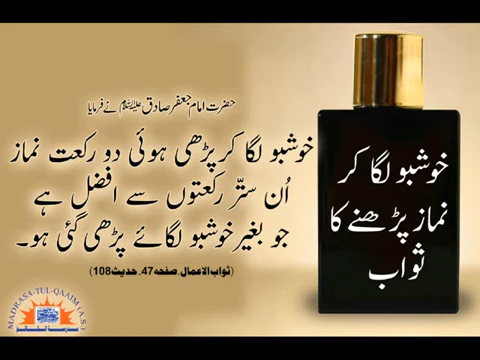 حضرت امام جعفر صادق علیہ السلام نے فرمایا
خوشبو لگا کر پڑھی ہوئی دو رکعت نماز
اُن ستّر رکعتوں سے افضل ہے
جو بغیر خوشبو لگائے پڑھی گئی ہو۔
(ثواب الاعمال۔صفحہ 47۔حدیث 108)
خوشبو لگا کر
نماز پڑھنے کا
ثواب
MADRASA-TUL-QAAIM (A.S.)